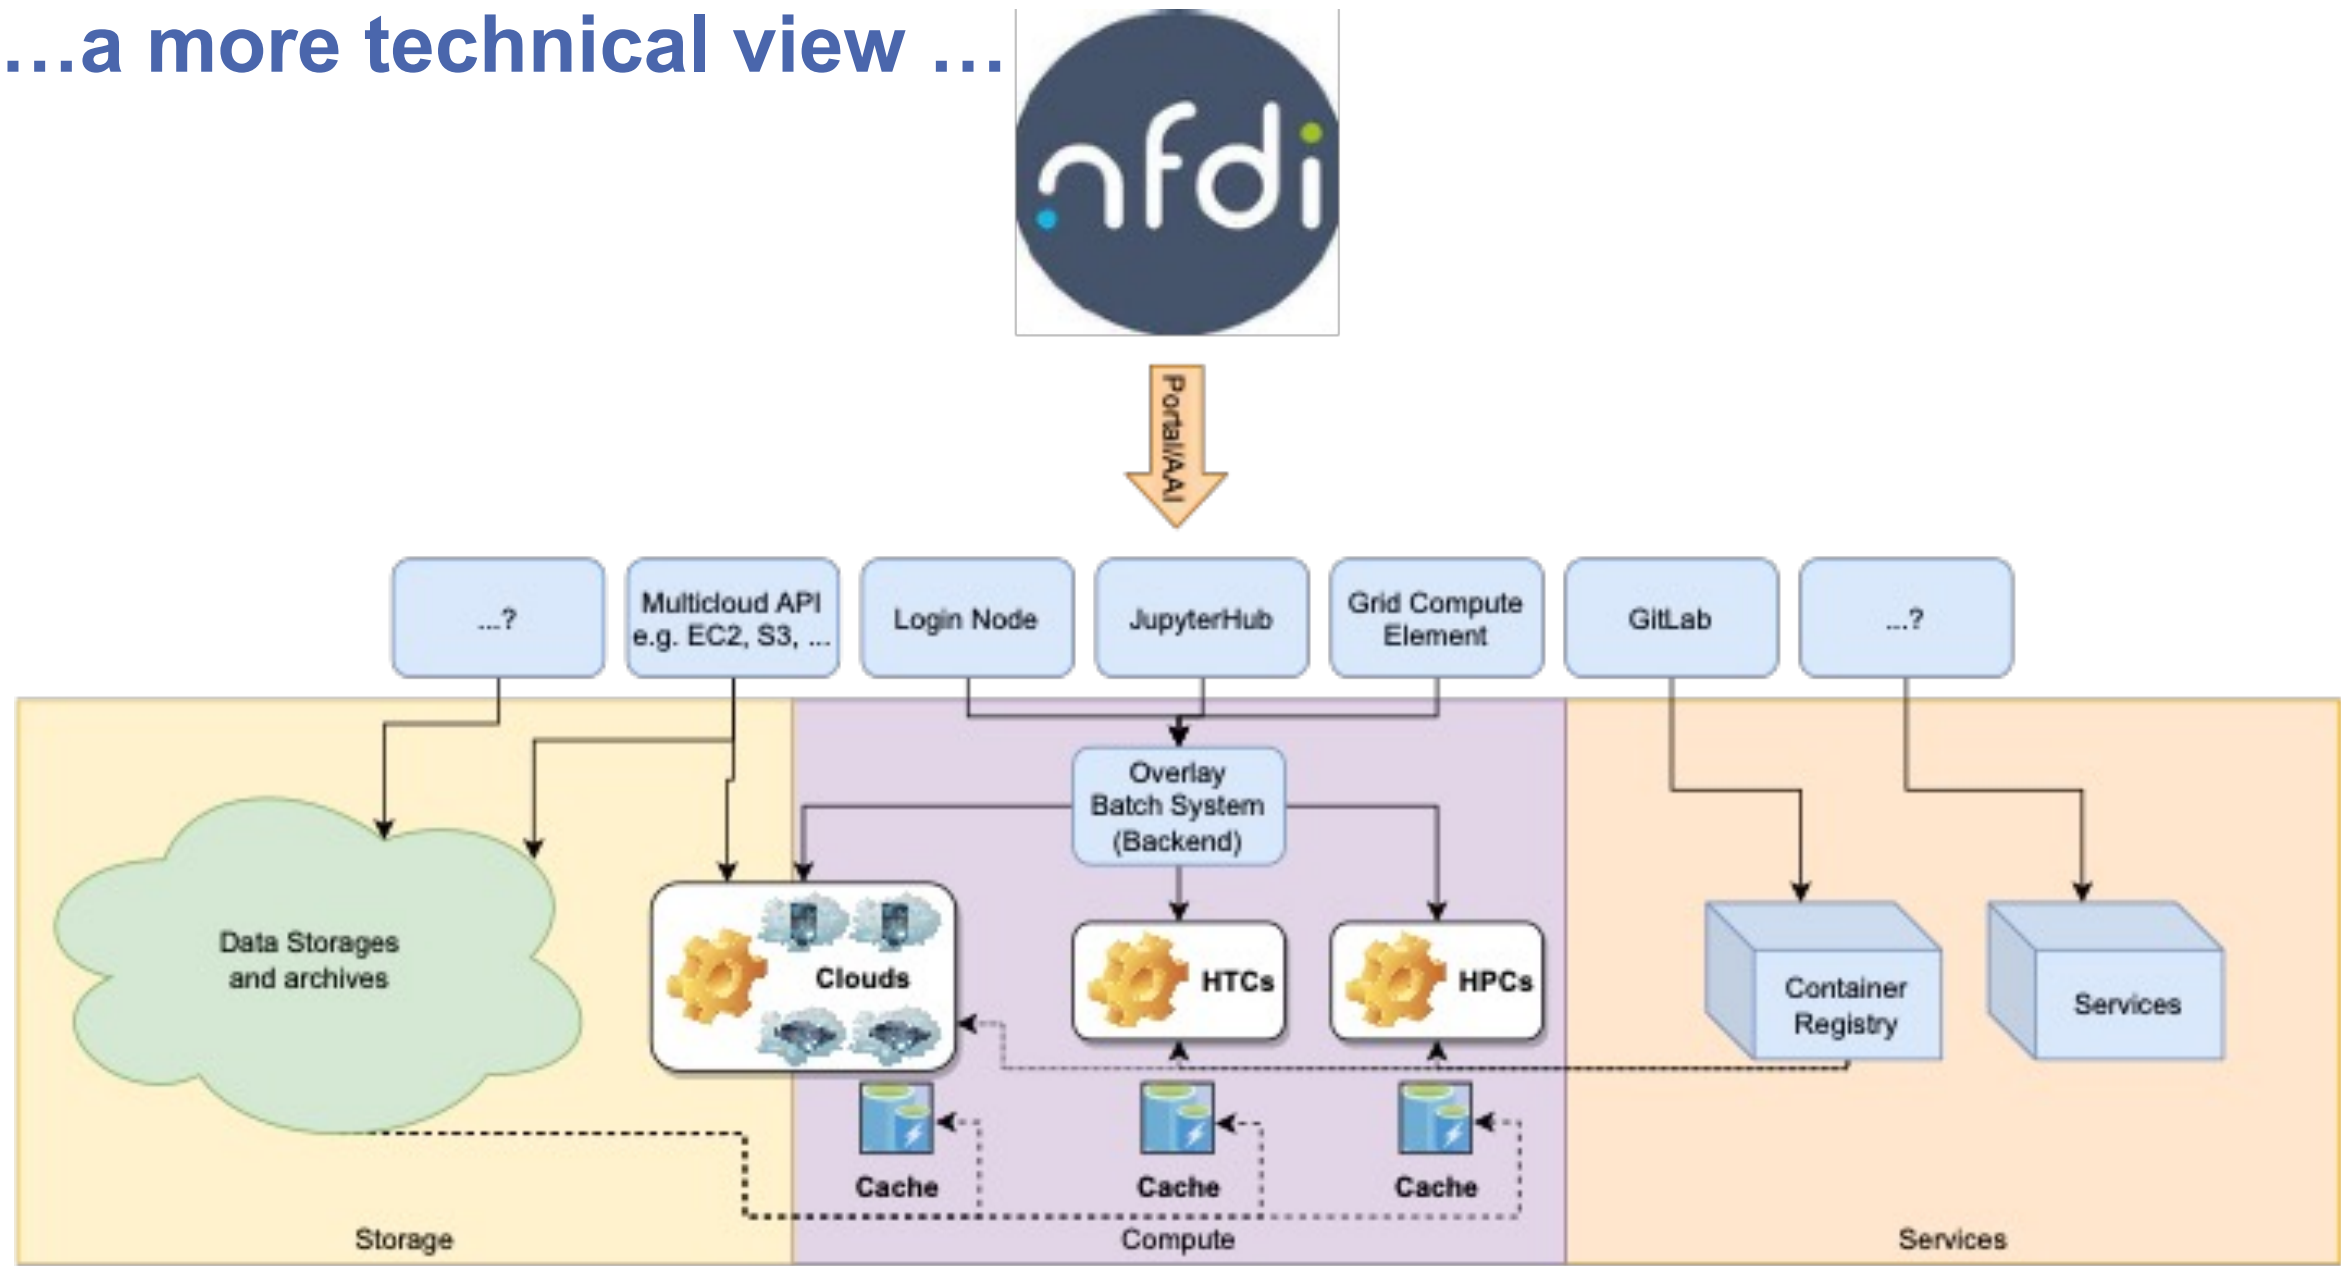 ...a more technical view ...
nfdi
Portal/AAI
...?
Multicloud API
e.g. EC2, S3, ...
Login Node
JupyterHub
Grid Compute
Element
GitLab
...?
Overlay
Batch System
(Backend)
Data Storages
and archives
Clouds
HTCs
HPCs
Container
Registry
Services
Cache
Cache
Cache
Storage
Compute
Services